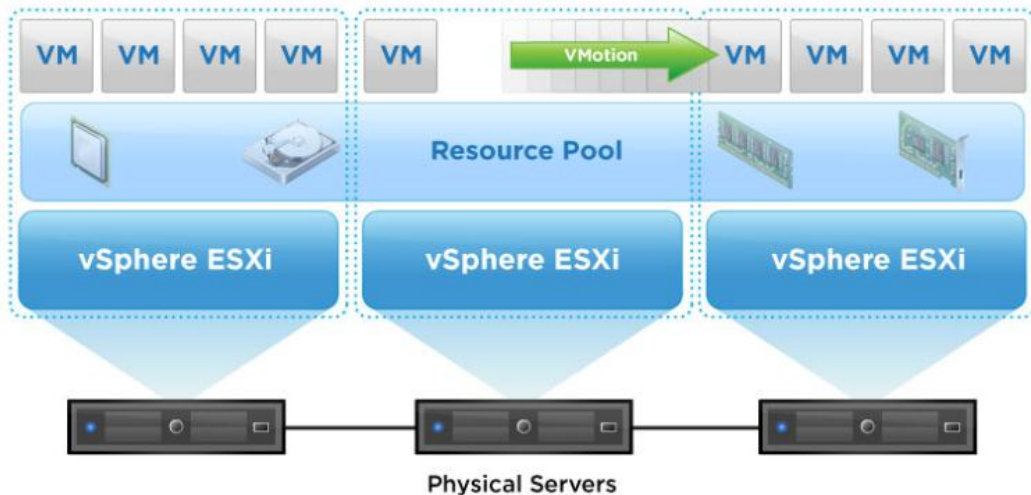 VM VM VM VM VM VMotion VM VM VM VM
Resource Pool
vSphere ESXi vSphere ESXi vSphere ESXi
Physical Servers